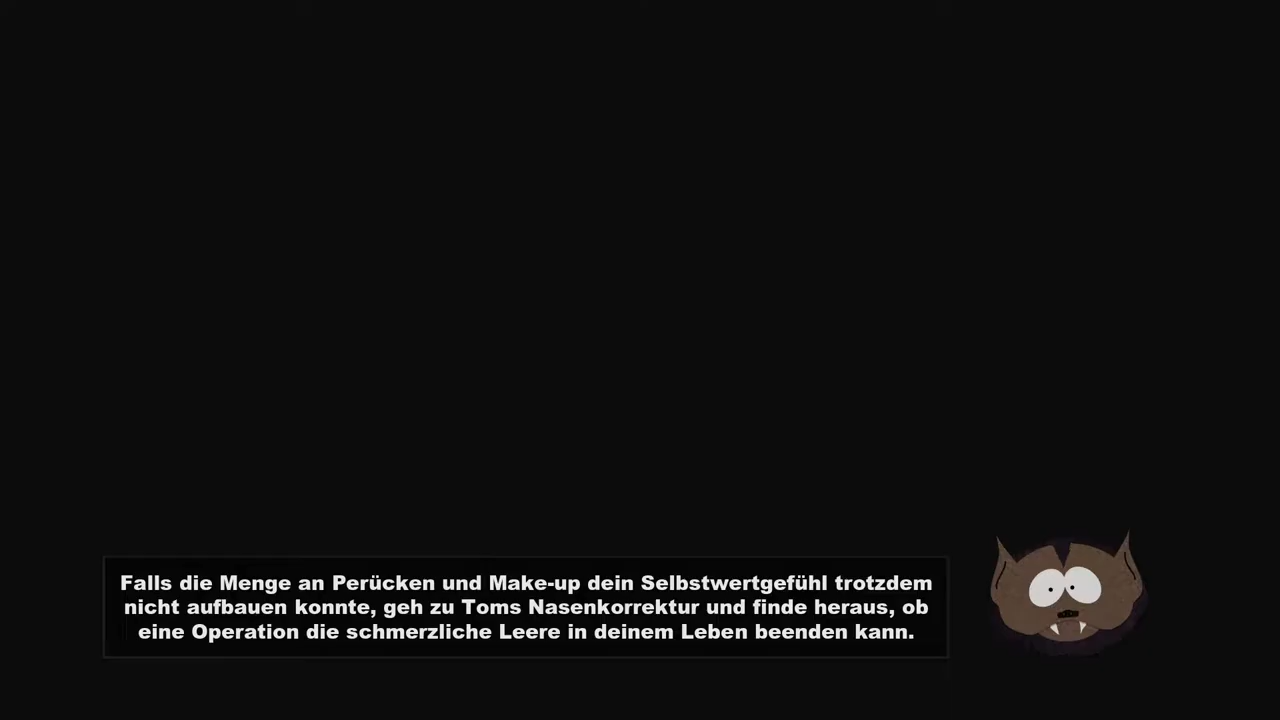 Falls die Menge an Perücken und Make-up dein Selbstwertgefühl trotzdem
nicht aufbauen konnte, geh zu Toms Nasenkorrektur und finde heraus, ob
eine Operation die schmerzliche Leere in deinem Leben beenden kann.